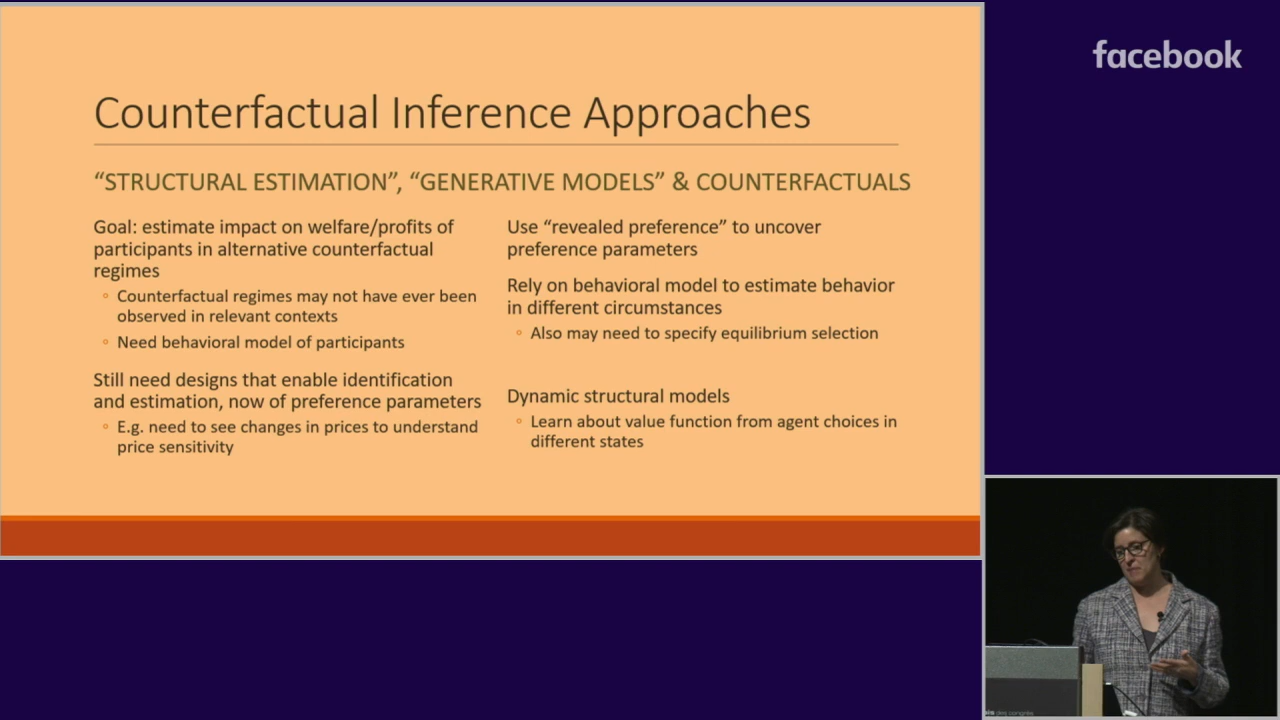 facebook
Counterfactual Inference Approaches
“STRUCTURAL ESTIMATION”, “GENERATIVE MODELS” & COUNTERFACTUALS
Goal: estimate impact on welfare/profits of
participants in alternative counterfactual
regimes
Counterfactual regimes may not have ever been
observed in relevant contexts
Need behavioral model of participants
Still need designs that enable identification
and estimation, now of preference parameters
E.g. need to see changes in prices to understand
price sensitivity
Use “revealed preference” to uncover
preference parameters
Rely on behavioral model to estimate behavior
in different circumstances
Also may need to specify equilibrium selection
Dynamic structural models
Learn about value function from agent choices in
different states
des congrès